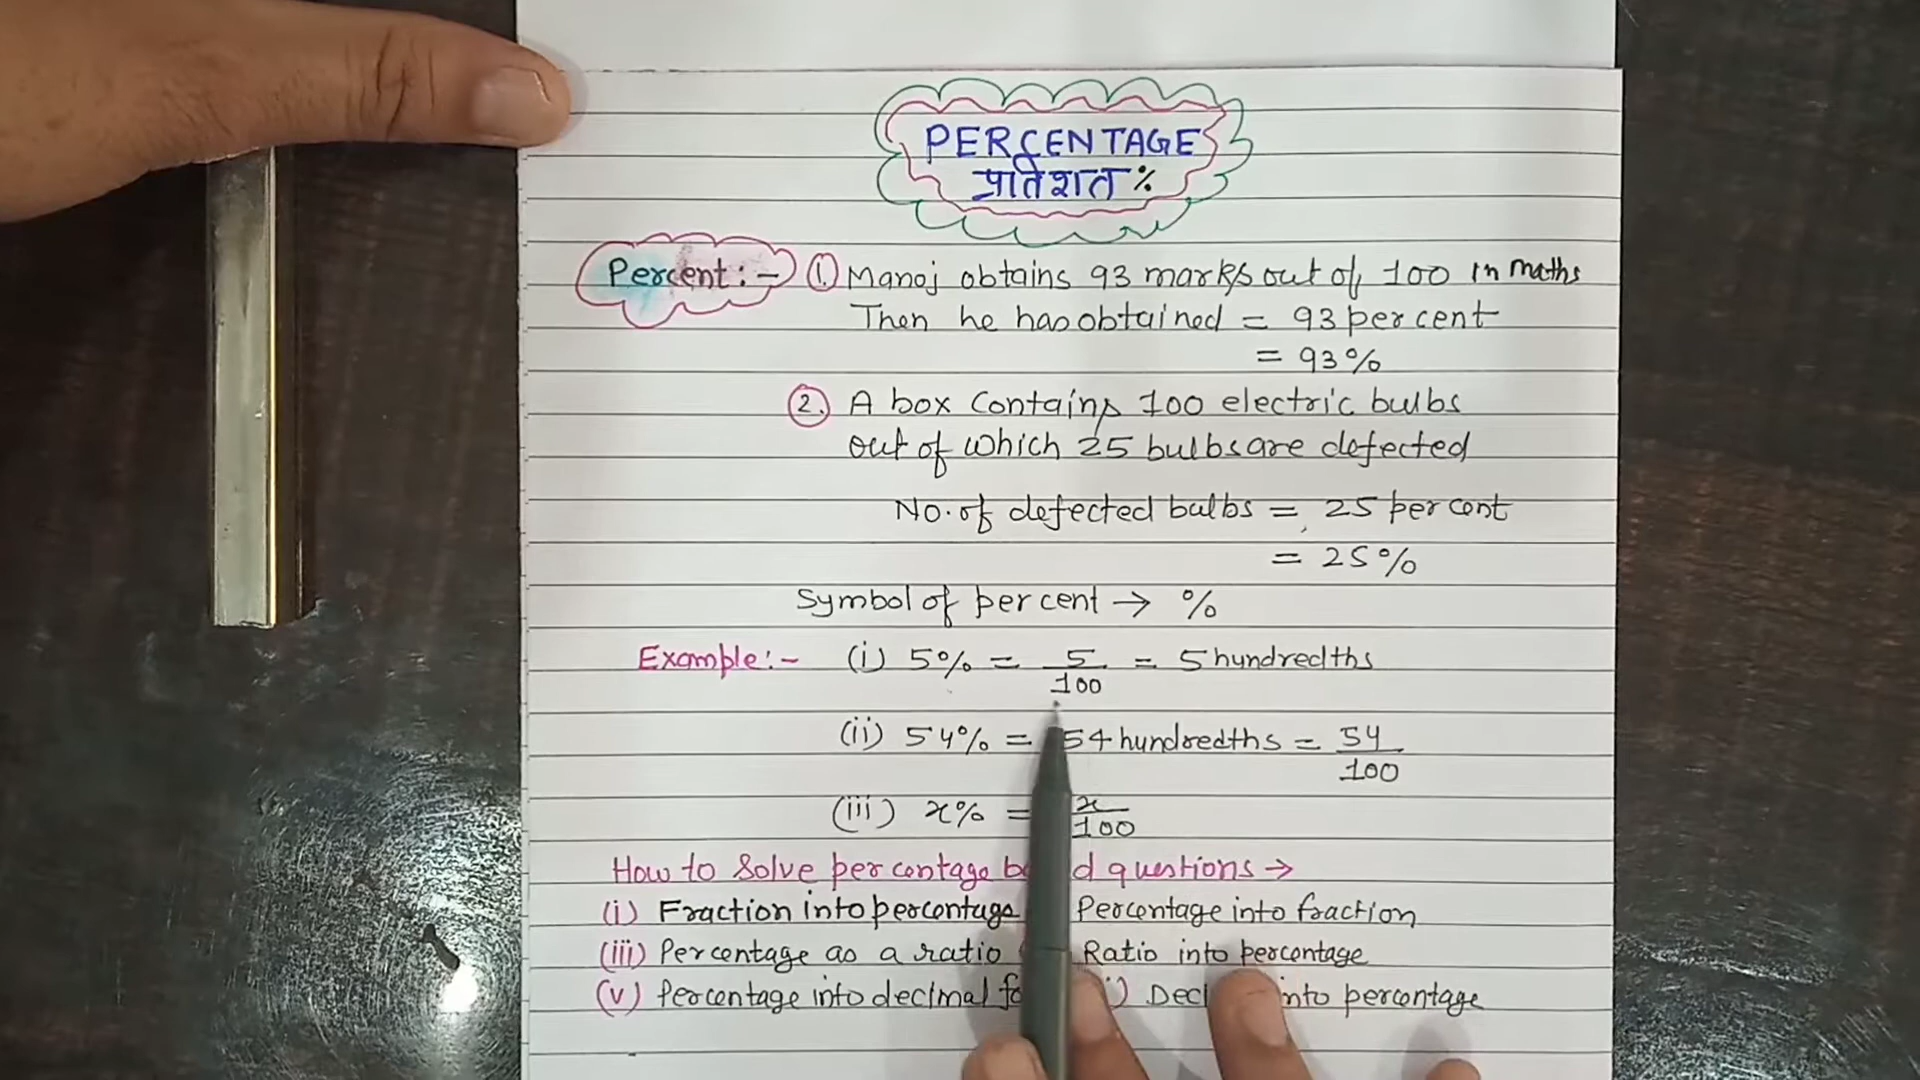 PERCENTAGE
प्रतिशत %
Percent:- 1. Manoj obtains 93 marks out of 100 in maths
Then he has obtained = 93 per cent
= 93%
2. A box contains 100 electric bulbs
out of which 25 bulbs are defected
No. of defected bulbs = 25 per cent
= 25%
Symbol of per cent → %
Example:- (i) 5% = 5/100 = 5 hundredths
(ii) 54% = 54 hundredths = 54/100
(iii) x% = x/100
How to Solve percentage questions →
(i) Fraction into percentage Percentage into fraction
(iii) Percentage as a ratio Ratio into percentage
(v) Percentage into decimal into percentage